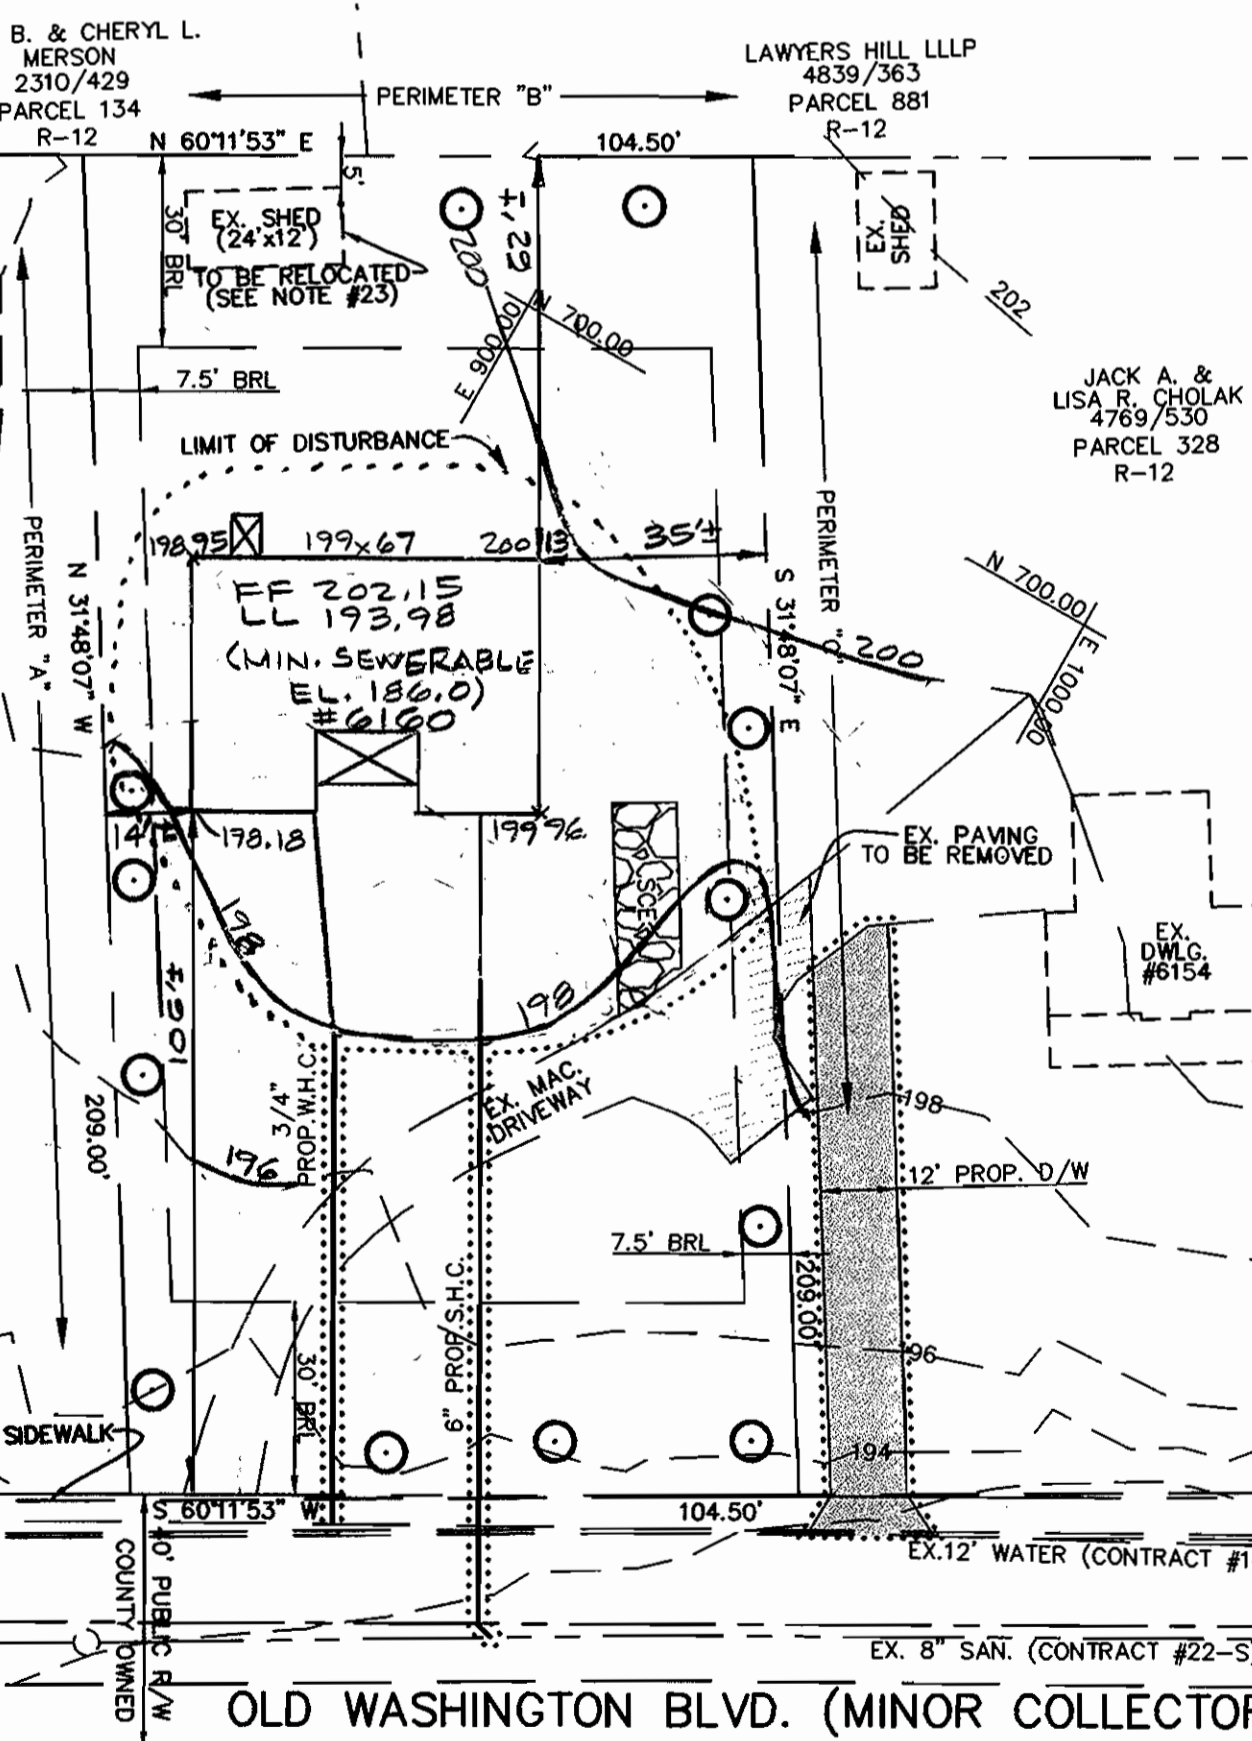 B. & CHERYL L.
MERSON
2310/429
PARCEL 134
R-12
PERIMETER "B"
LAWYERS HILL LLLP
4839/363
PARCEL 881
R-12
N 60°11'53" E
104.50'
5'
30' BRL
EX. SHED
(24'x12')
TO BE RELOCATED
(SEE NOTE #23)
200
62'±
EX.
SHED
202
E 900.00
N 700.00
7.5' BRL
JACK A. &
LISA R. CHOLAK
4769/530
PARCEL 328
R-12
LIMIT OF DISTURBANCE
PERIMETER "A"
N 31°48'07" W
198.95
199x67
200.13
35'±
PERIMETER "C"
S 31°48'07" E
FF 202.15
LL 193.98
(MIN. SEWERABLE
EL. 186.0)
#6160
N 700.00
E 1000.00
200
14'±
198.18
199.96
EX. PAVING
TO BE REMOVED
SCE
198
198
EX.
DWLG.
#6154
106'±
209.00'
3/4"
PROP. W.H.C.
EX. MAC.
DRIVEWAY
198
196
12' PROP. D/W
7.5' BRL
209.00'
6" PROP. S.H.C.
30' BRL
96
SIDEWALK
194
S 60°11'53" W
104.50'
EX.12' WATER (CONTRACT #1
40' PUBLIC R/W
COUNTY OWNED
EX. 8" SAN. (CONTRACT #22-S)
OLD WASHINGTON BLVD. (MINOR COLLECTOR